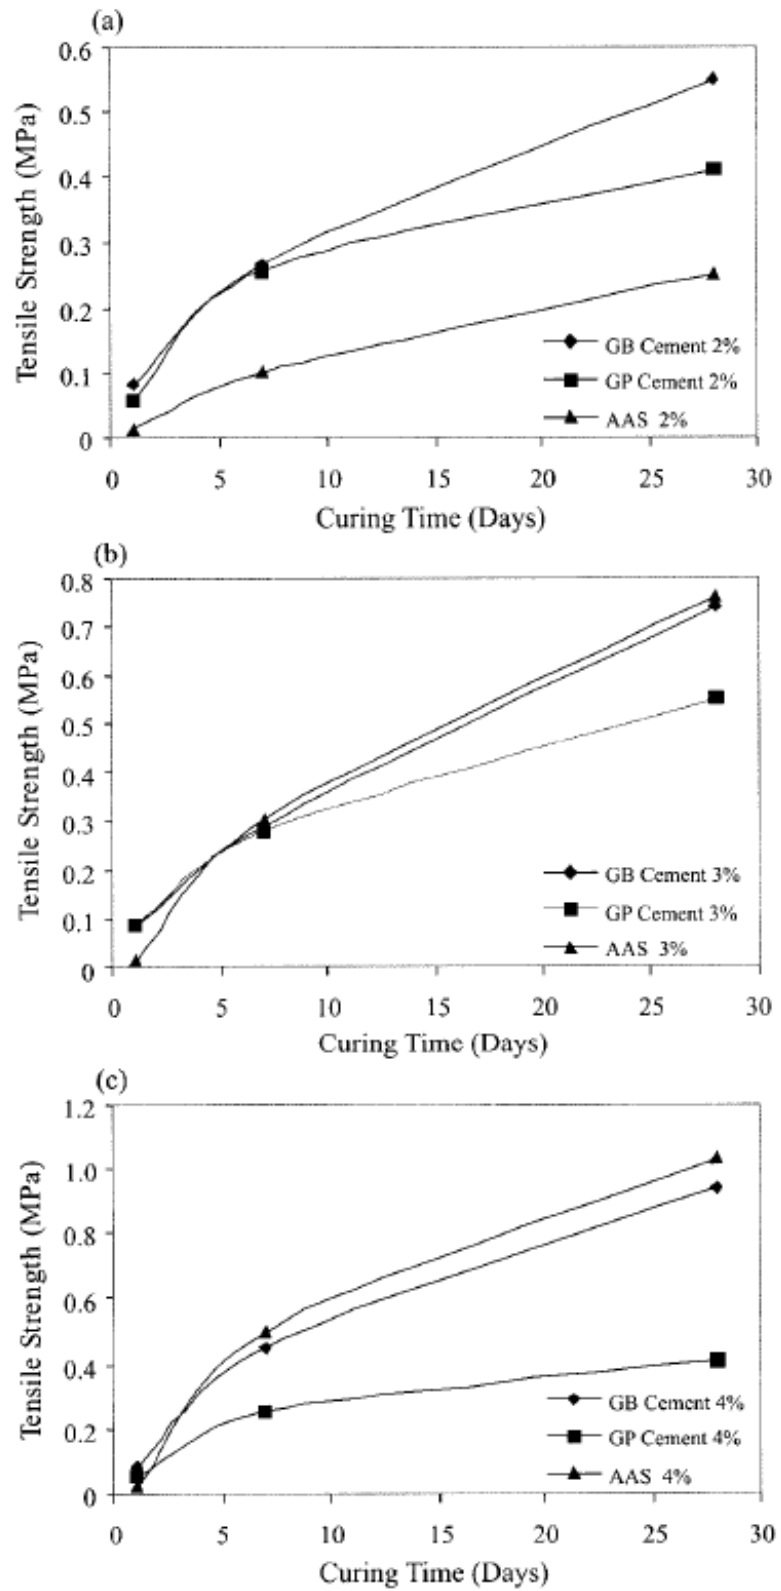 (a)
Tensile Strength (MPa)
0.6
0.5
0.4
0.3
0.2
0.1
0
GB Cement 2%
GP Cement 2%
AAS 2%
0 5 10 15 20 25 30
Curing Time (Days)
(b)
Tensile Strength (MPa)
0.8
0.7
0.6
0.5
0.4
0.3
0.2
0.1
0
GB Cement 3%
GP Cement 3%
AAS 3%
0 5 10 15 20 25 30
Curing Time (Days)
(c)
Tensile Strength (MPa)
1.2
1.0
0.8
0.6
0.4
0.2
0
GB Cement 4%
GP Cement 4%
AAS 4%
0 5 10 15 20 25 30
Curing Time (Days)